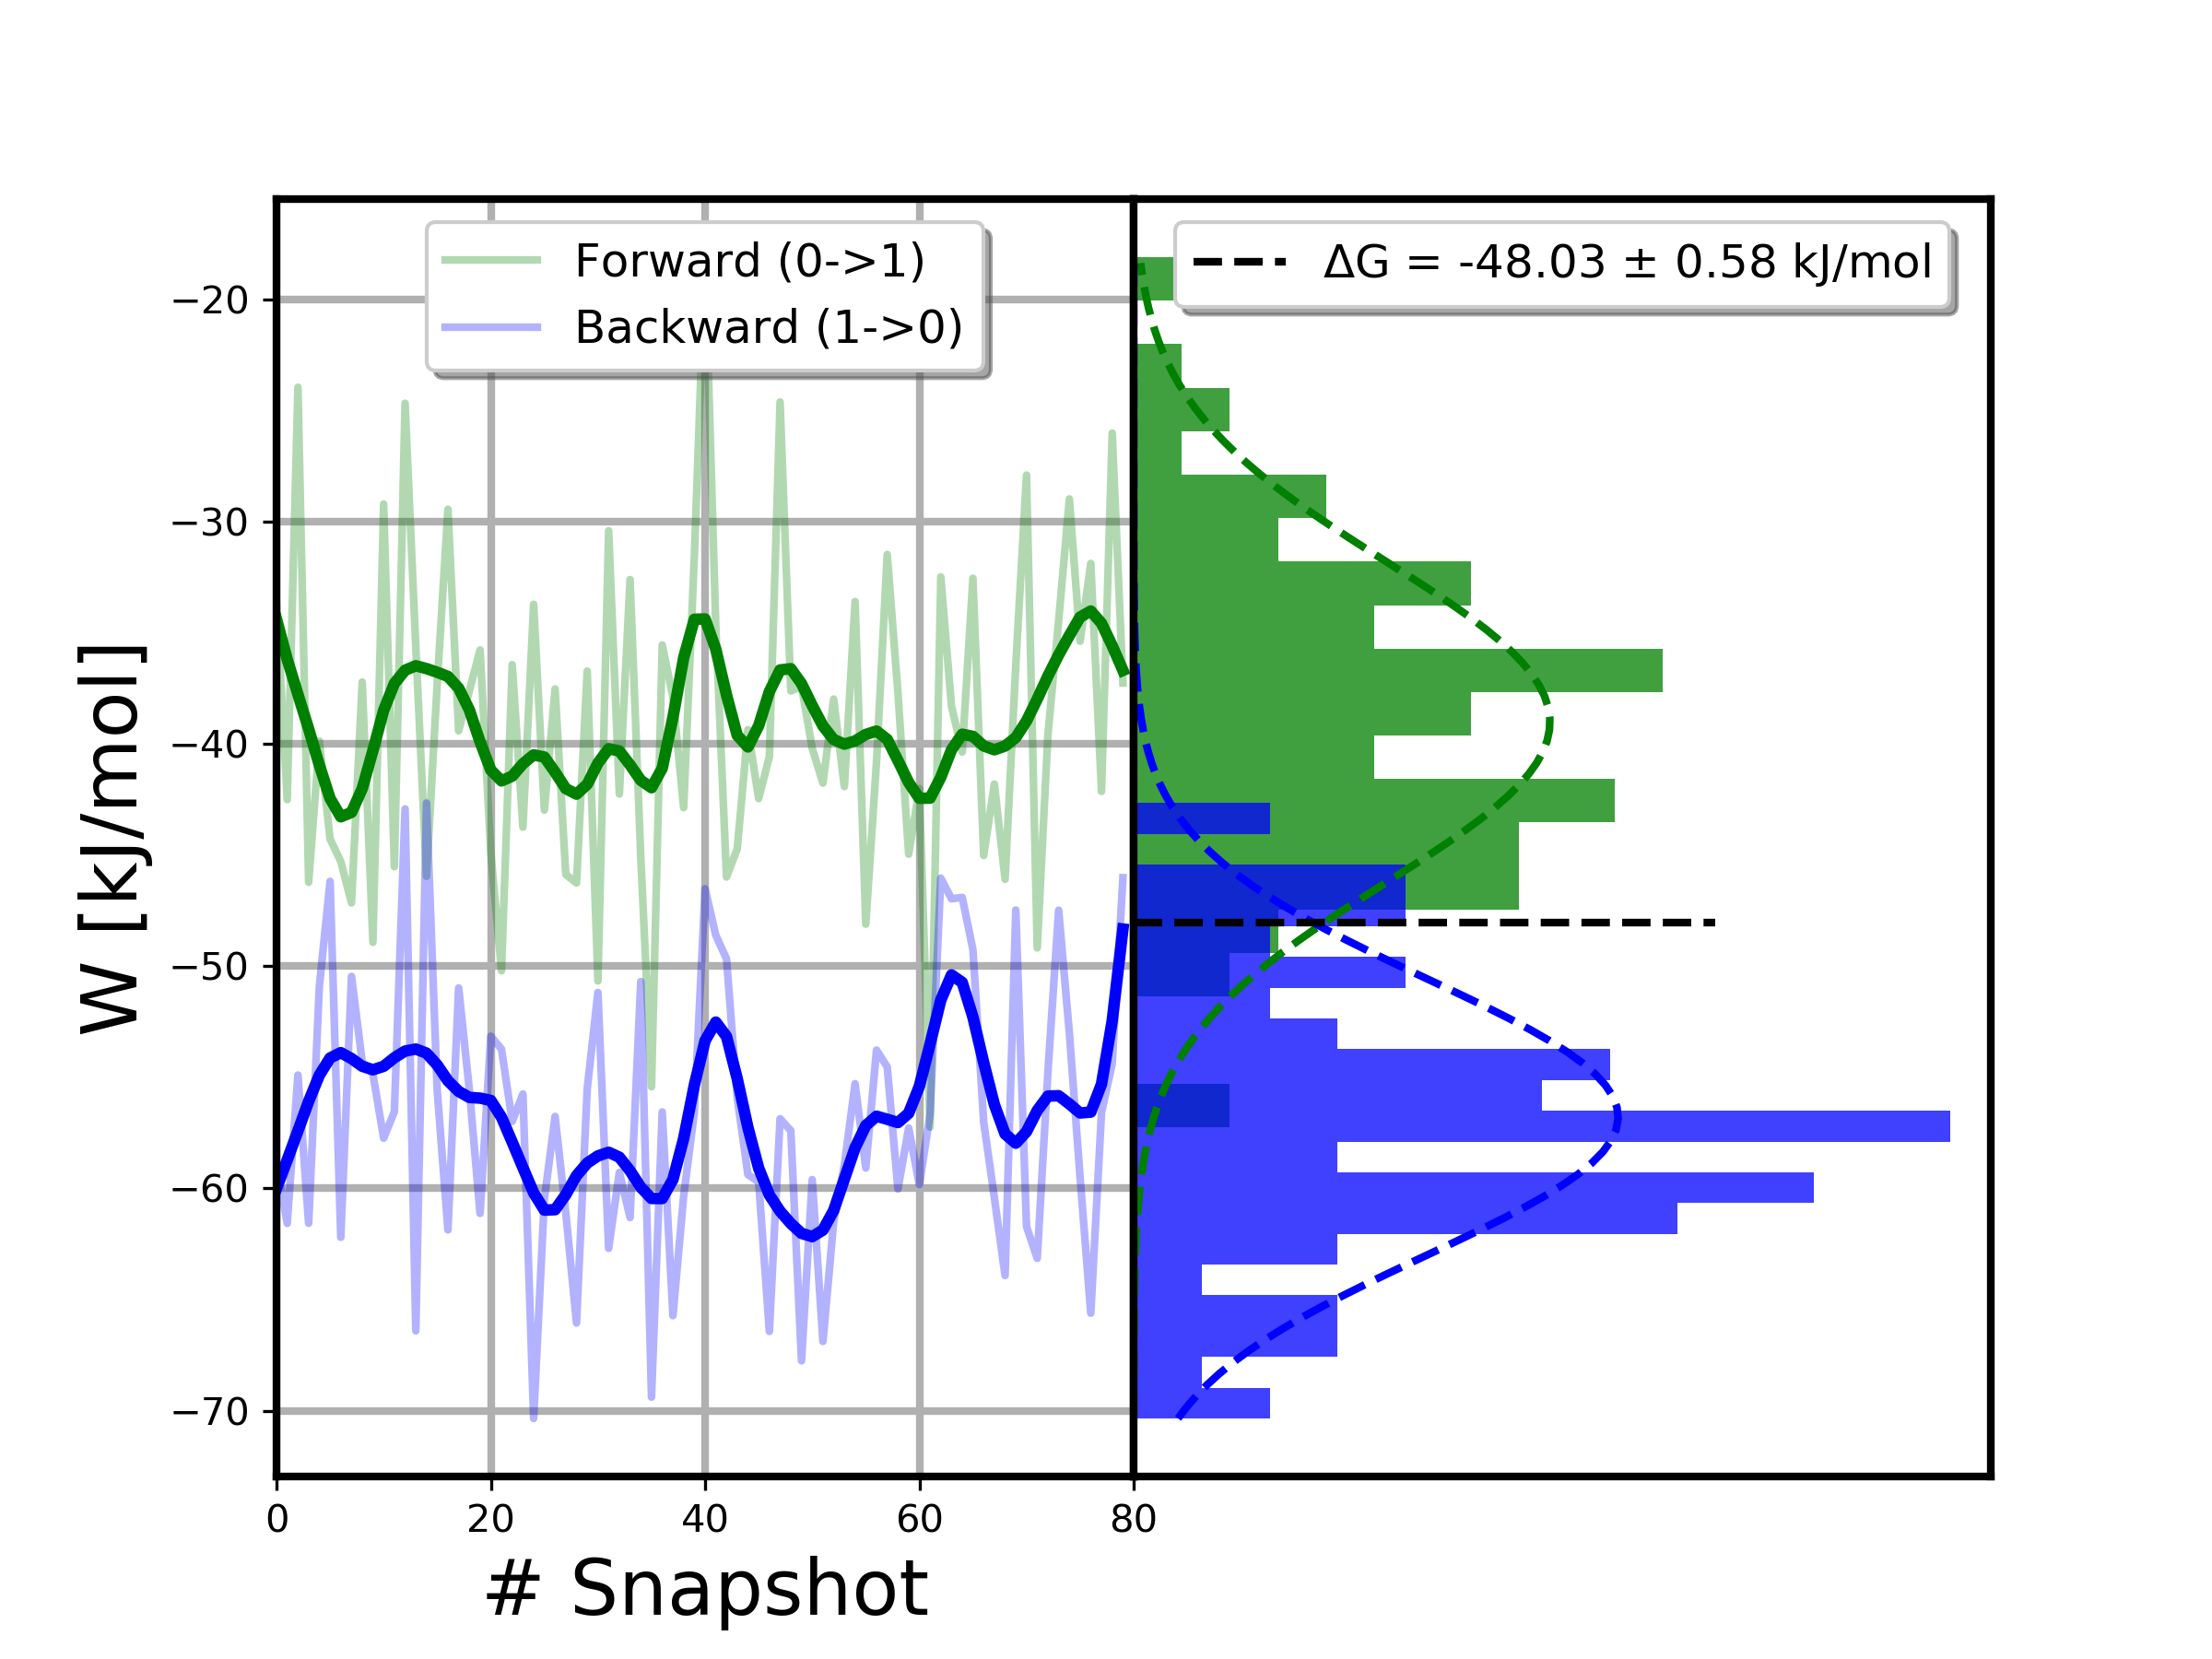 Forward (0->1)
Backward (1->0)
ΔG = -48.03 ± 0.58 kJ/mol
W [kJ/mol]
−20
−30
−40
−50
−60
−70
0 20 40 60 80
# Snapshot